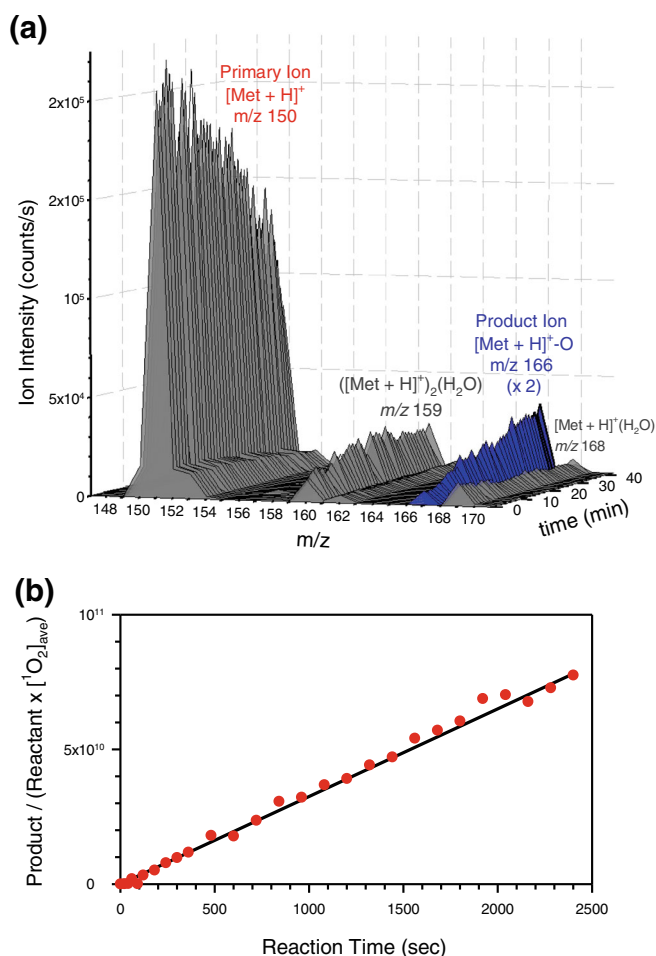 (a)
2x10⁵
2x10⁵
10⁵
5x10⁴
0
Ion Intensity (counts/s)
Primary Ion
[Met + H]⁺
m/z 150
([Met + H]⁺)₂(H₂O)
m/z 159
Product Ion
[Met + H]⁺-O
m/z 166
(x 2)
[Met + H]⁺(H₂O)
m/z 168
148 150 152 154 156 158 160 162 164 166 168 170
m/z
0 10 20 30 40
time (min)
(b)
10¹¹
5x10¹⁰
0
Product / (Reactant x [¹O₂]ave)
0 500 1000 1500 2000 2500
Reaction Time (sec)